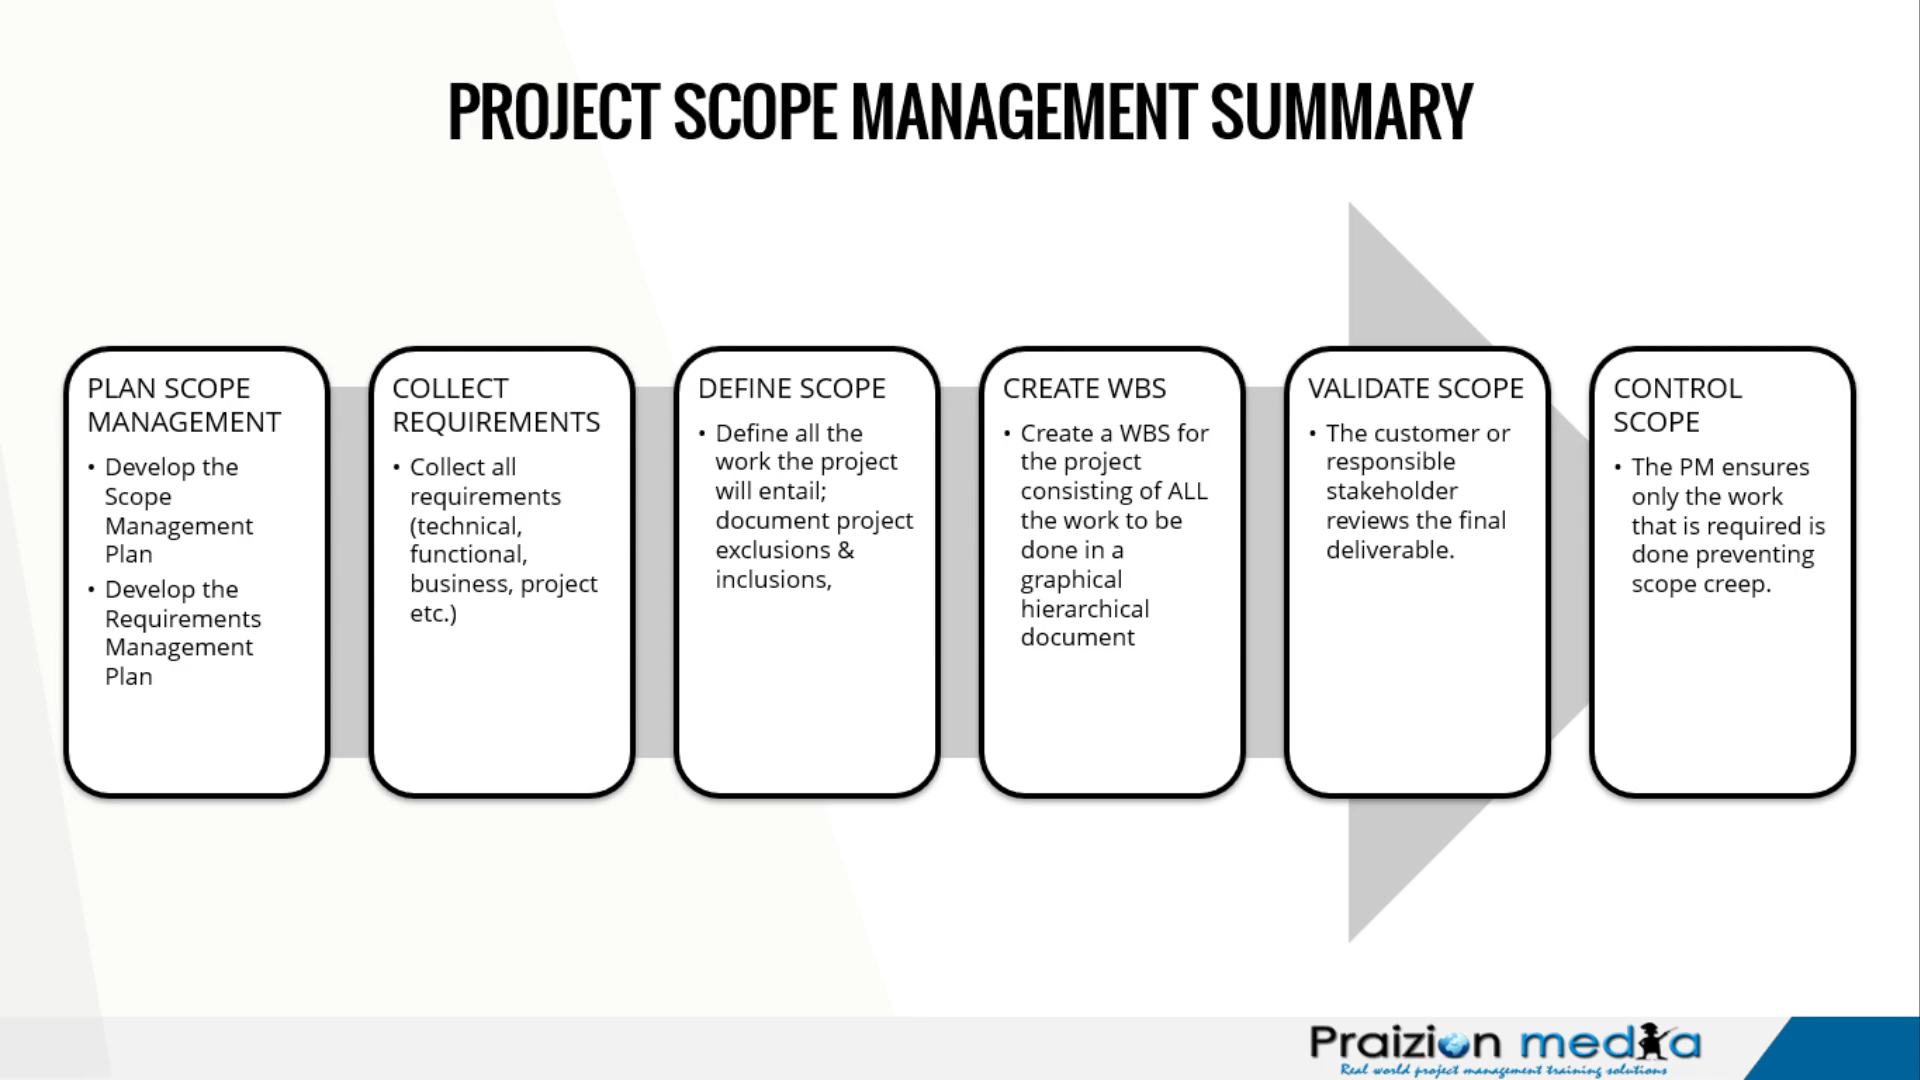 PROJECT SCOPE MANAGEMENT SUMMARY
PLAN SCOPE
MANAGEMENT
• Develop the
Scope
Management
Plan
• Develop the
Requirements
Management
Plan
COLLECT
REQUIREMENTS
• Collect all
requirements
(technical,
functional,
business, project
etc.)
DEFINE SCOPE
• Define all the
work the project
will entail;
document project
exclusions &
inclusions,
CREATE WBS
• Create a WBS for
the project
consisting of ALL
the work to be
done in a
graphical
hierarchical
document
VALIDATE SCOPE
• The customer or
responsible
stakeholder
reviews the final
deliverable.
CONTROL
SCOPE
• The PM ensures
only the work
that is required is
done preventing
scope creep.
Praizion media
Real world project management training solutions